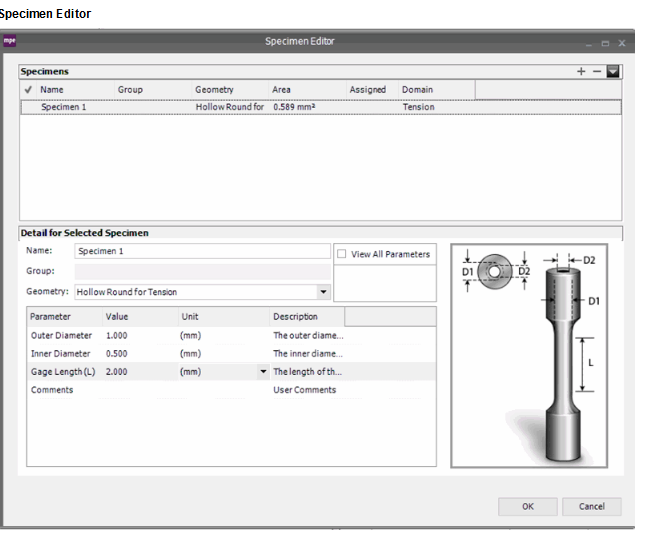 Specimen Editor
mpe Specimen Editor
Specimens
Name Group Geometry Area Assigned Domain
Specimen 1 Hollow Round for 0.589 mm² Tension
Detail for Selected Specimen
Name: Specimen 1 View All Parameters
Group:
Geometry: Hollow Round for Tension
Parameter Value Unit Description
Outer Diameter 1.000 (mm) The outer diame...
Inner Diameter 0.500 (mm) The inner diame...
Gage Length (L) 2.000 (mm) The length of th...
Comments User Comments
D1 D2 D2
D1
L
OK Cancel